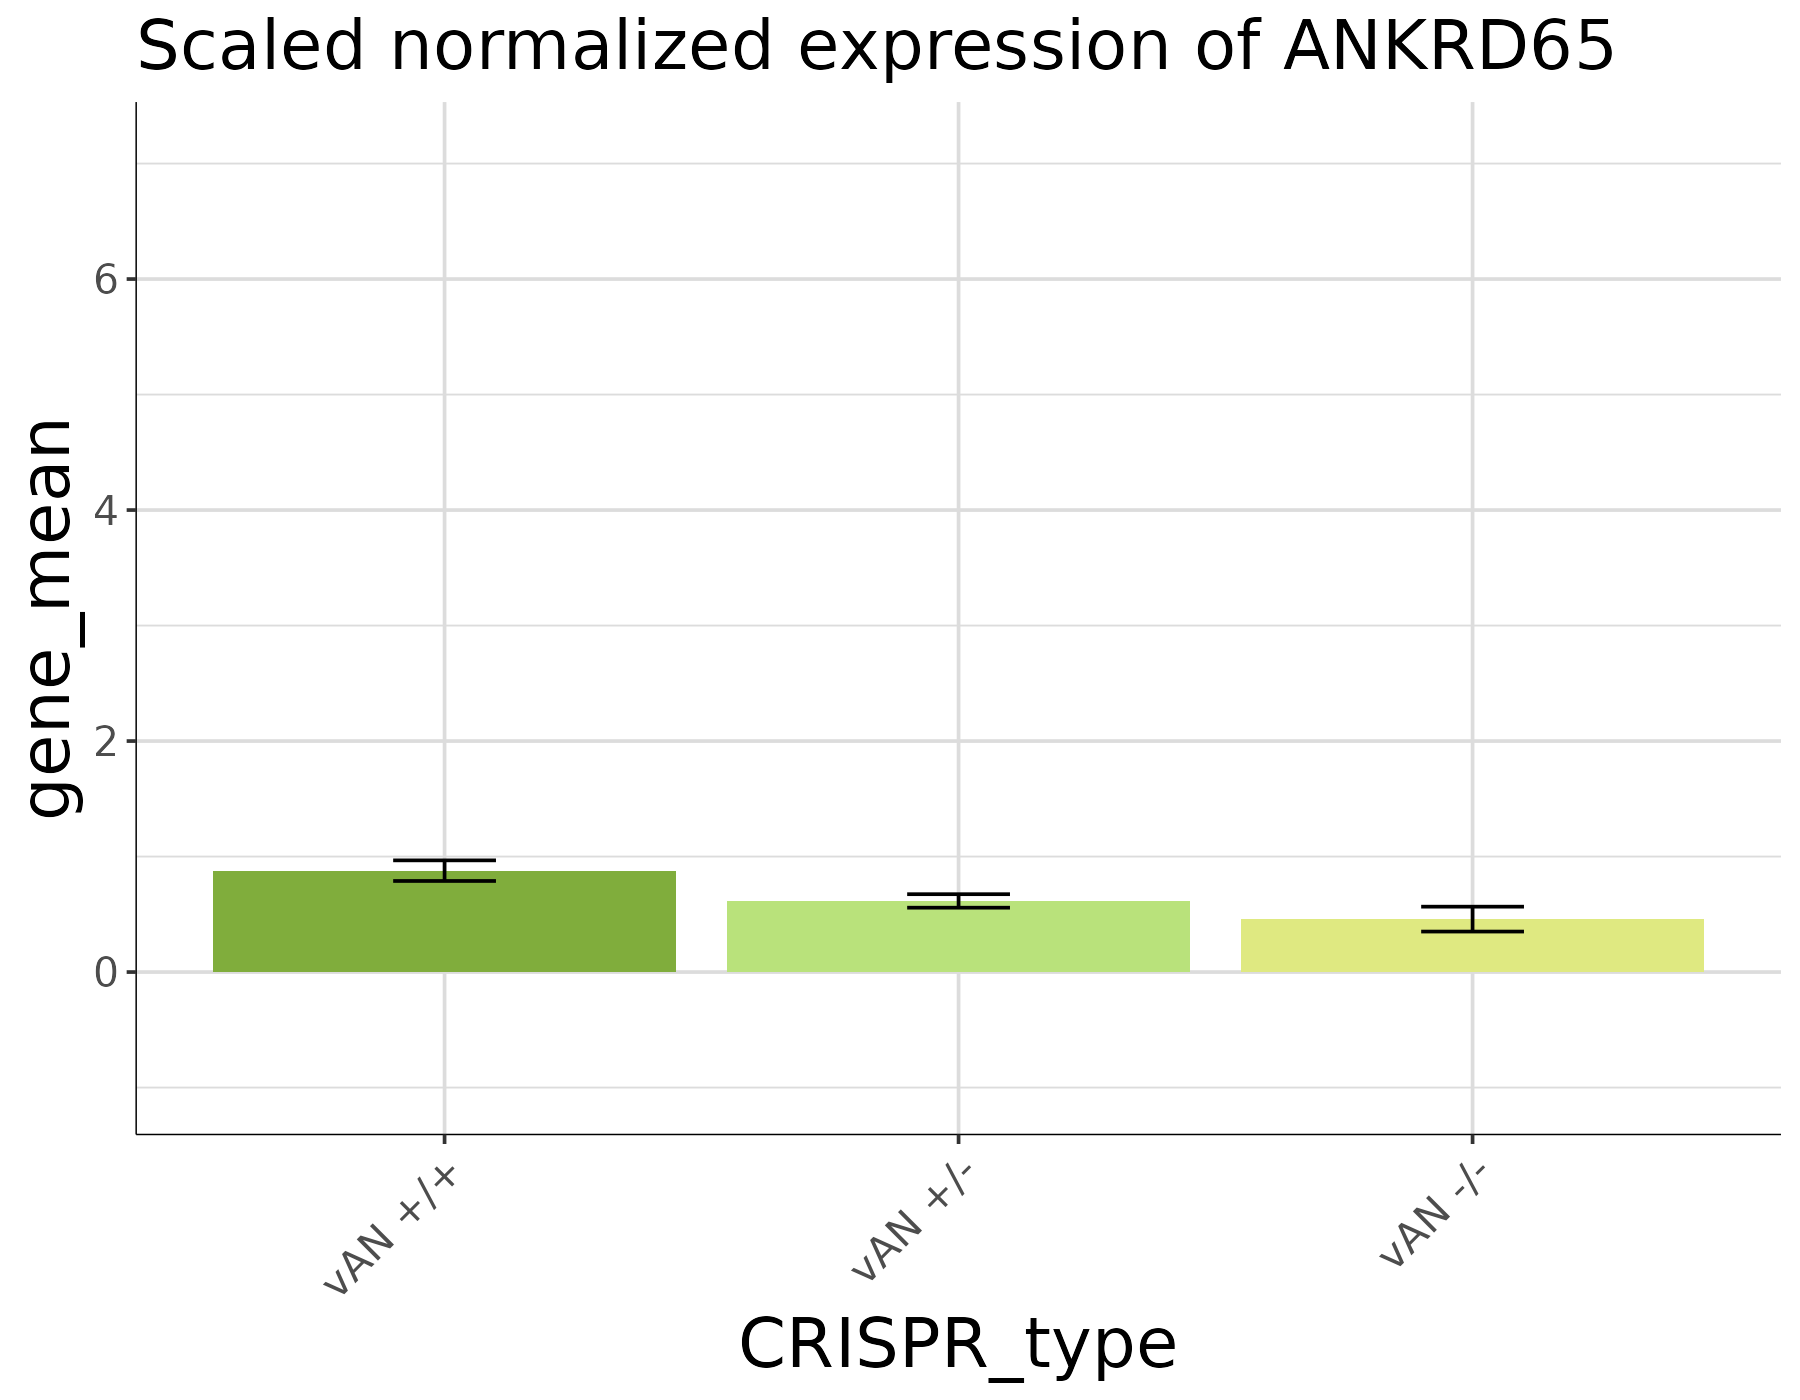 Scaled normalized expression of ANKRD65
gene_mean
6
4
2
0
vAN +/+
vAN +/-
vAN -/-
CRISPR_type